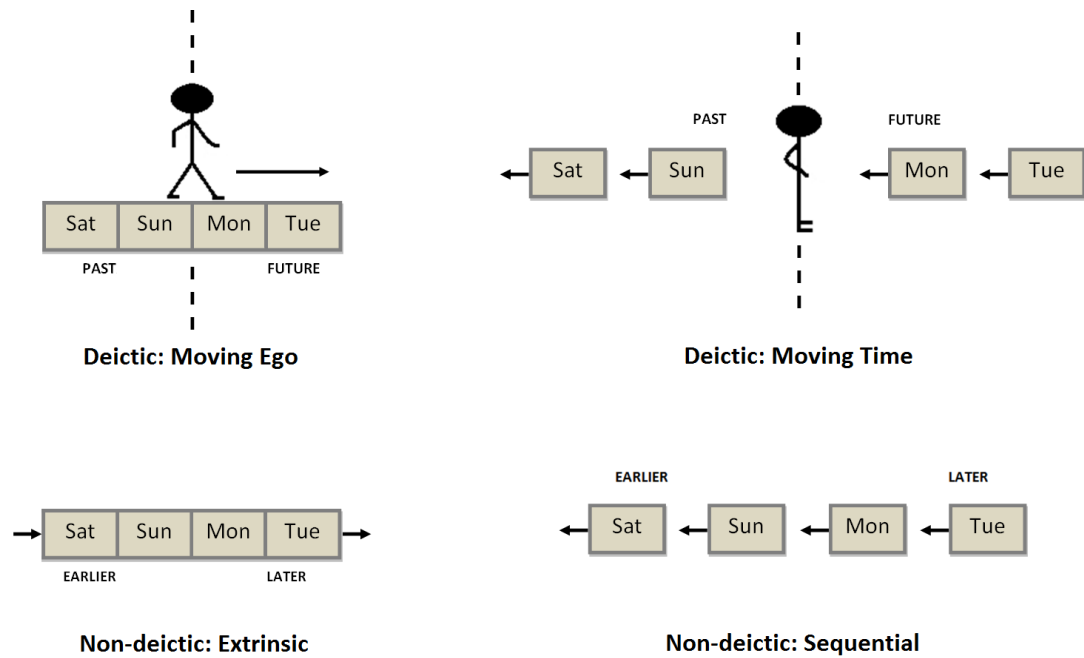 Sat Sun Mon Tue
PAST FUTURE
Deictic: Moving Ego
PAST FUTURE
Sat Sun Mon Tue
Deictic: Moving Time
Sat Sun Mon Tue
EARLIER LATER
Non-deictic: Extrinsic
EARLIER LATER
Sat Sun Mon Tue
Non-deictic: Sequential